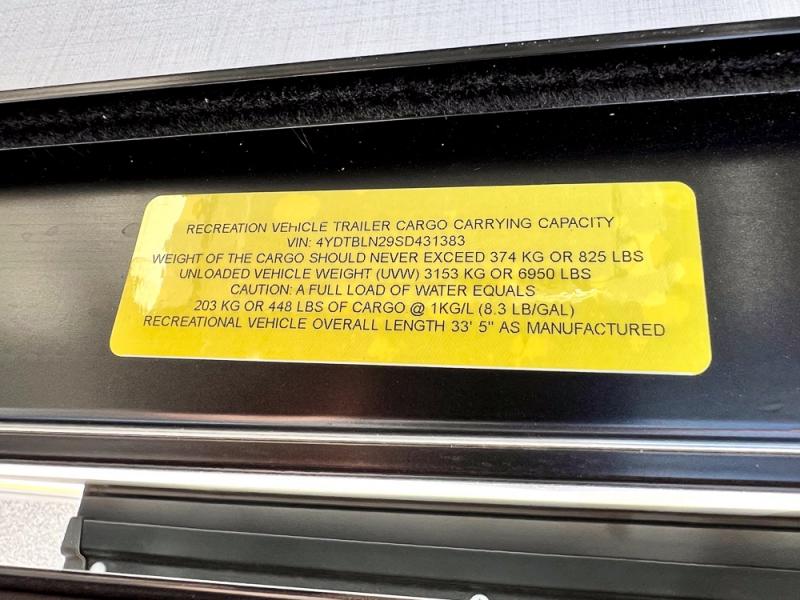 RECREATION VEHICLE TRAILER CARGO CARRYING CAPACITY
VIN: 4YDTBLN29SD431383
WEIGHT OF THE CARGO SHOULD NEVER EXCEED 374 KG OR 825 LBS
UNLOADED VEHICLE WEIGHT (UVW) 3153 KG OR 6950 LBS
CAUTION: A FULL LOAD OF WATER EQUALS
203 KG OR 448 LBS OF CARGO @ 1KG/L (8.3 LB/GAL)
RECREATIONAL VEHICLE OVERALL LENGTH 33' 5" AS MANUFACTURED